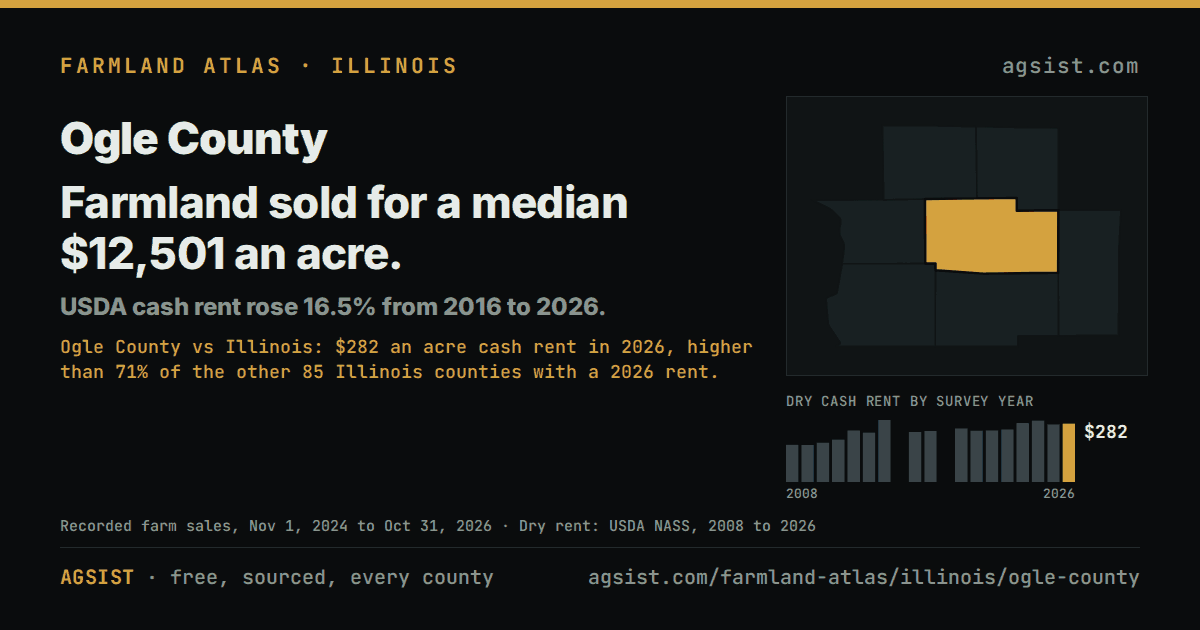 FARMLAND ATLAS · ILLINOIS
agsist.com
Ogle County
Farmland sold for a median
$12,501 an acre.
USDA cash rent rose 16.5% from 2016 to 2026.
Ogle County vs Illinois: $282 an acre cash rent in 2026, higher
than 71% of the other 85 Illinois counties with a 2026 rent.
DRY CASH RENT BY SURVEY YEAR
$282
2008
2026
Recorded farm sales, Nov 1, 2024 to Oct 31, 2026 · Dry rent: USDA NASS, 2008 to 2026
AGSIST · free, sourced, every county
agsist.com/farmland-atlas/illinois/ogle-county